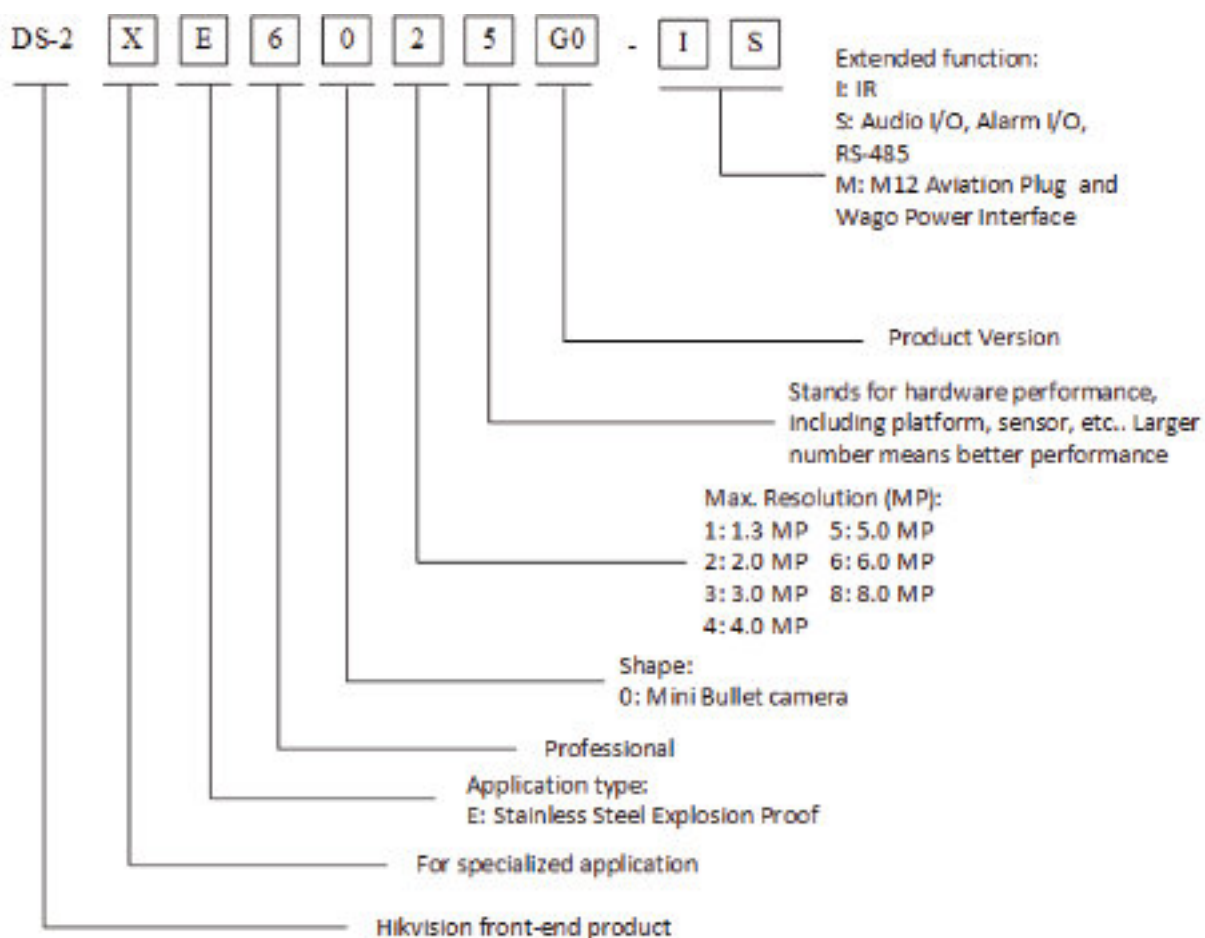 DS-2 X E 6 0 2 5 G0 - I S
Extended function:
I: IR
S: Audio I/O, Alarm I/O,
RS-485
M: M12 Aviation Plug and
Wago Power Interface
Product Version
Stands for hardware performance,
including platform, sensor, etc.. Larger
number means better performance
Max. Resolution (MP):
1: 1.3 MP 5: 5.0 MP
2: 2.0 MP 6: 6.0 MP
3: 3.0 MP 8: 8.0 MP
4: 4.0 MP
Shape:
0: Mini Bullet camera
Professional
Application type:
E: Stainless Steel Explosion Proof
For specialized application
Hikvision front-end product